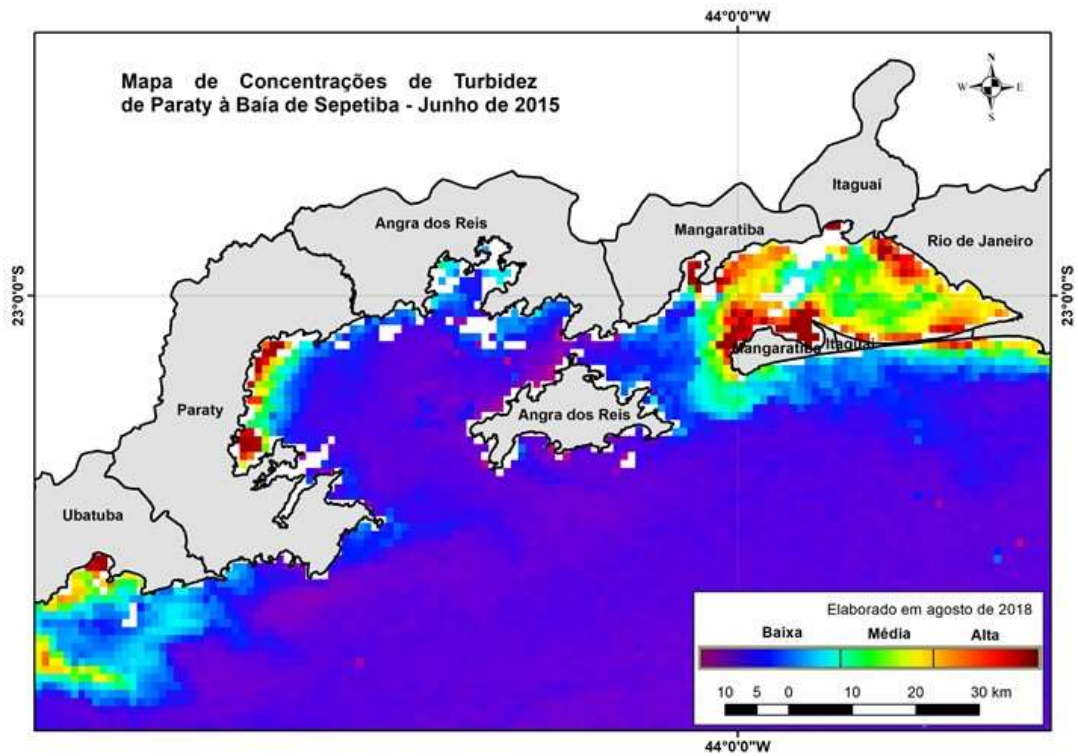 44°0'0"W
Mapa de Concentrações de Turbidez
de Paraty à Baía de Sepetiba - Junho de 2015
N
W E
S
Itaguaí
Angra dos Reis
Mangaratiba
Rio de Janeiro
23°0'0"S
23°0'0"S
Mangaratiba
Itaguaí
Paraty
Angra dos Reis
Ubatuba
Elaborado em agosto de 2018
Baixa Média Alta
10 5 0 10 20 30 km
44°0'0"W